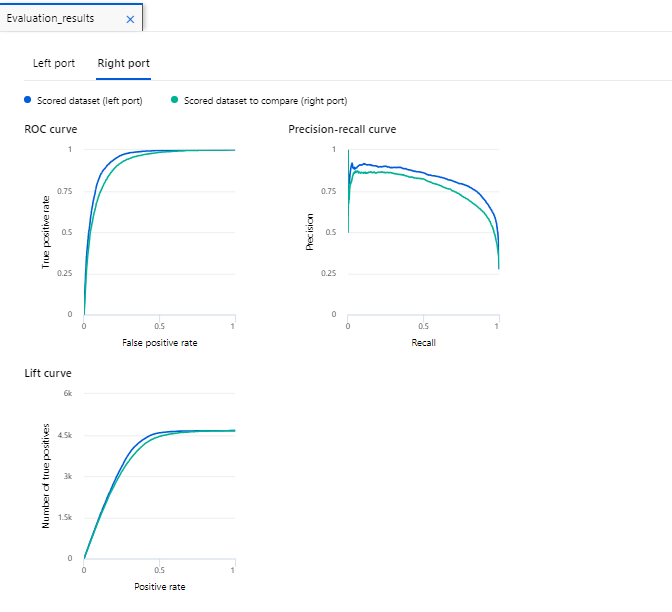 Evaluation_results ×
Left port Right port
Scored dataset (left port) Scored dataset to compare (right port)
ROC curve
True positive rate
1
0.75
0.5
0.25
0
0 0.5 1
False positive rate
Precision-recall curve
Precision
1
0.75
0.5
0.25
0
0 0.5 1
Recall
Lift curve
Number of true positives
6k
4.5k
3k
1.5k
0
0 0.5 1
Positive rate